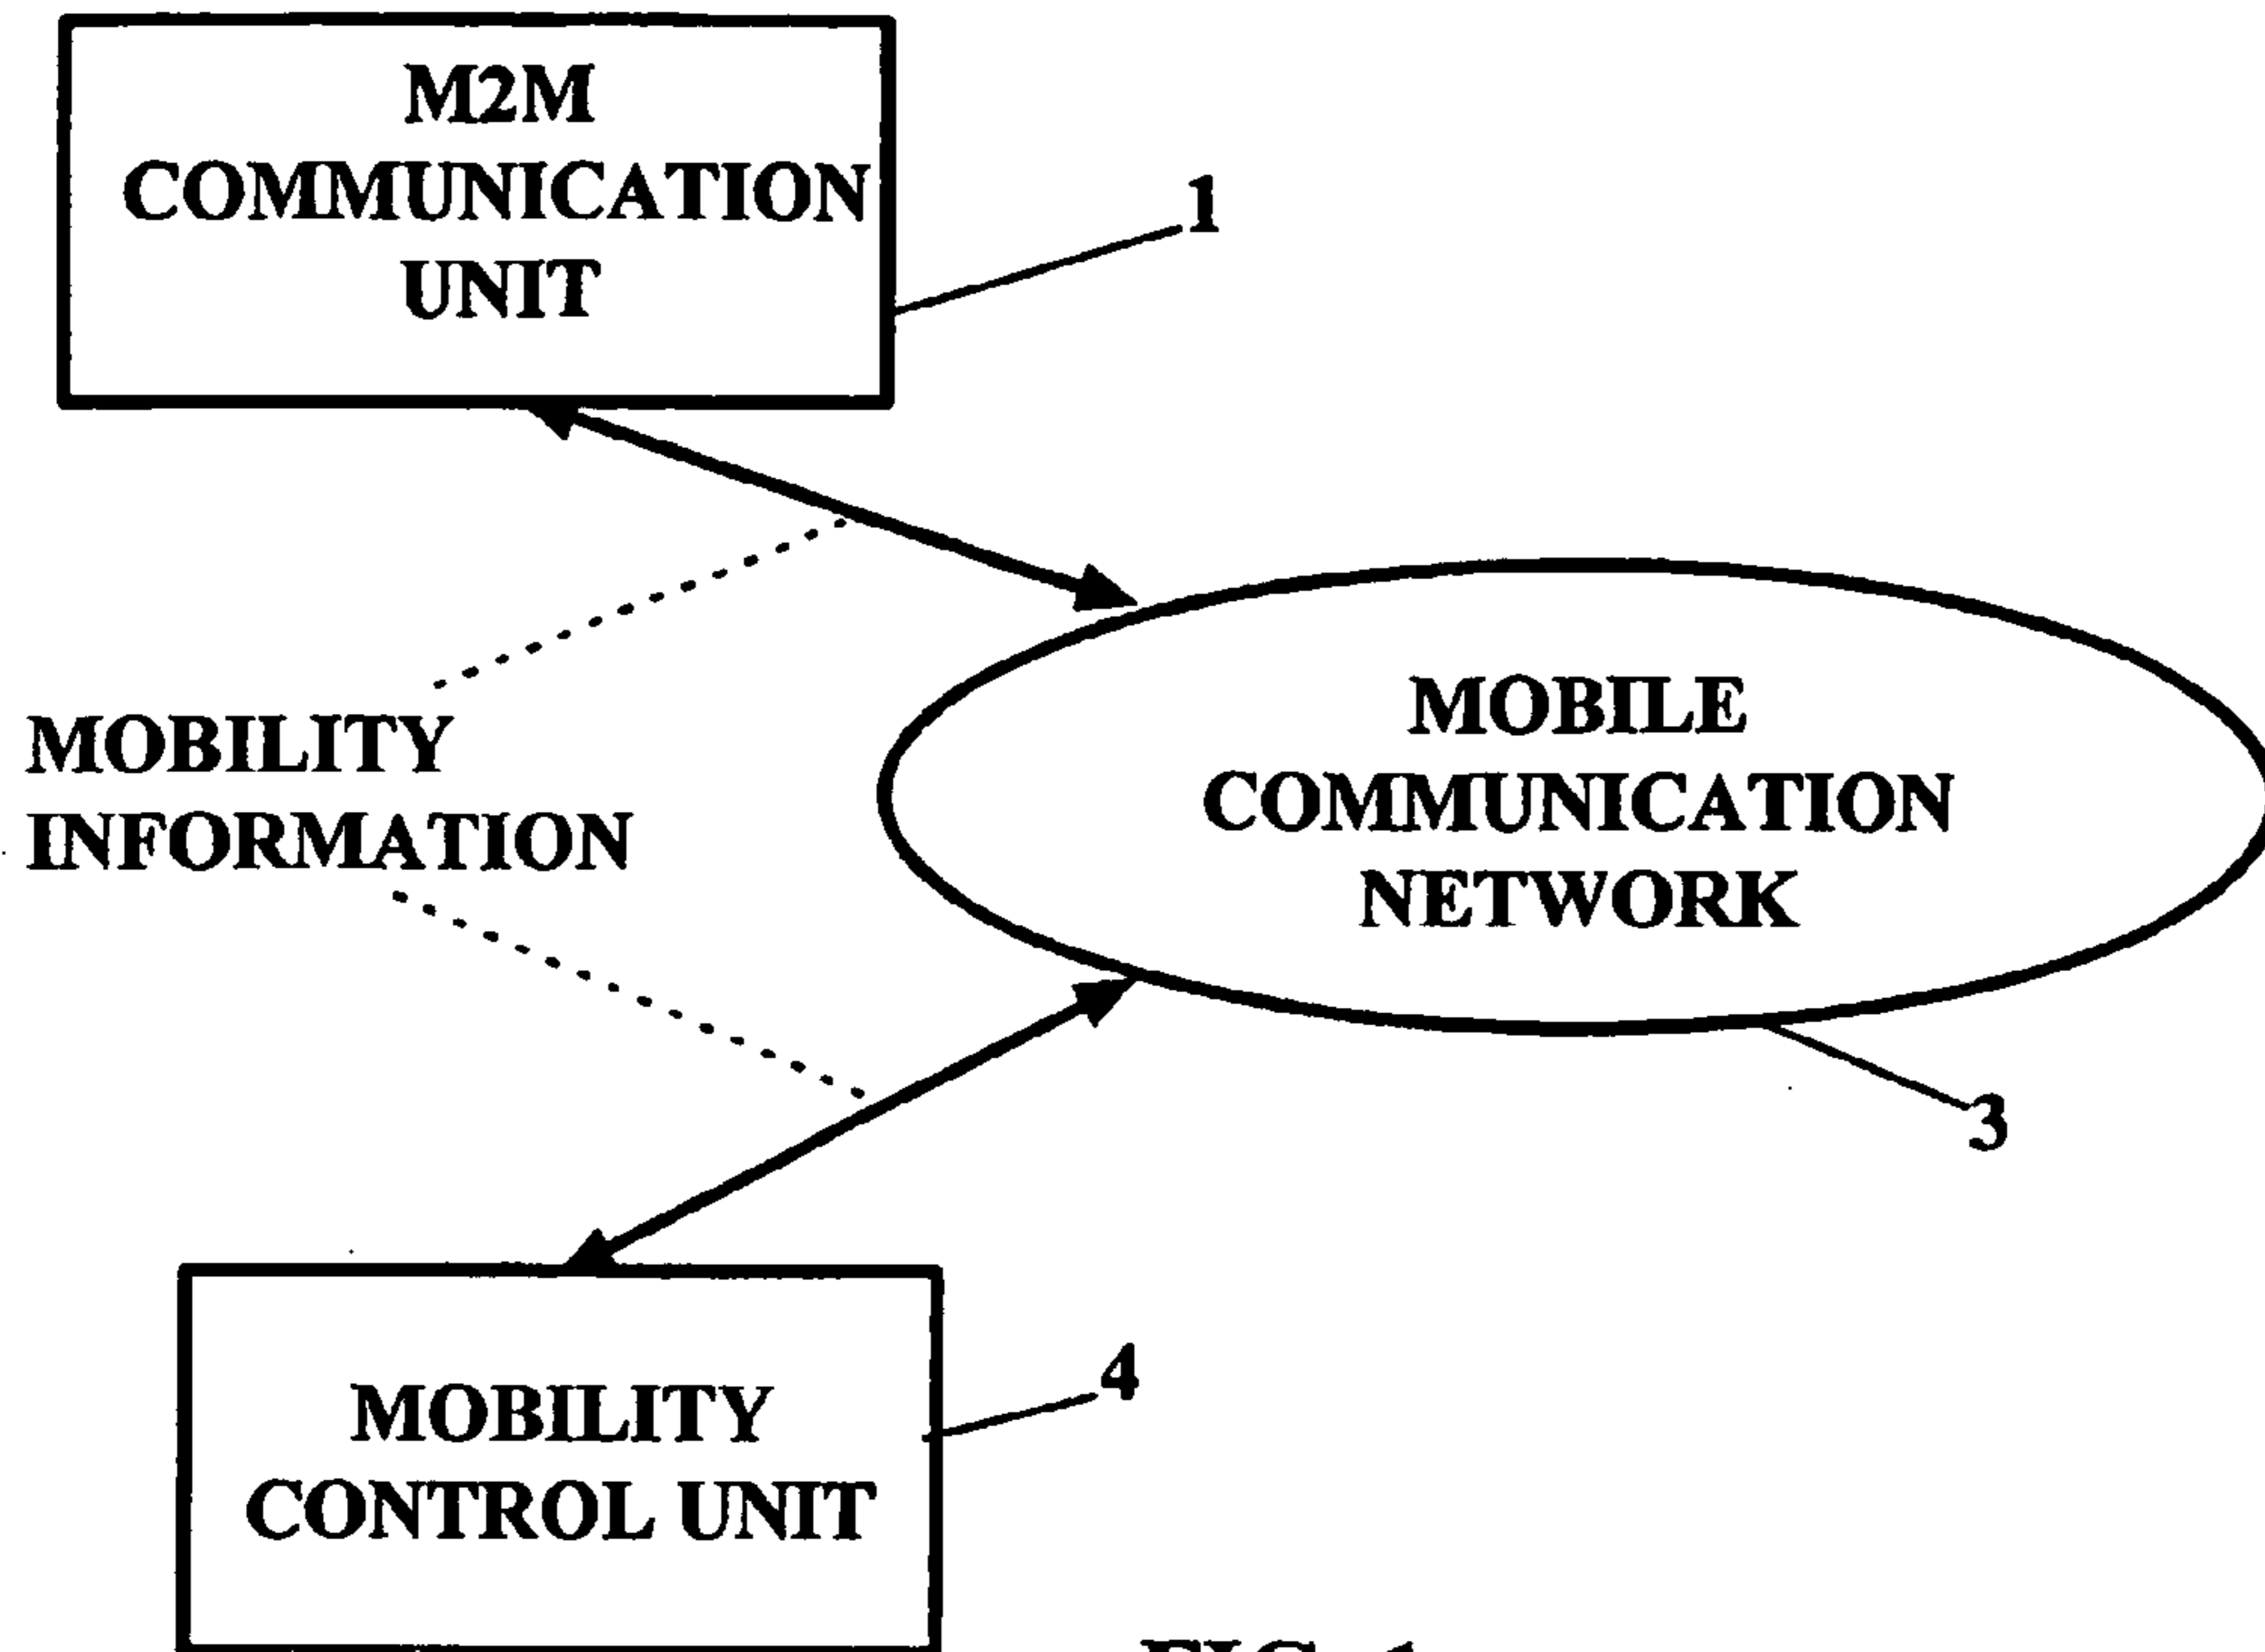 M2M
COMMUNICATION
UNIT
1
MOBILITY
INFORMATION
MOBILE
COMMUNICATION
NETWORK
3
MOBILITY
CONTROL UNIT
4